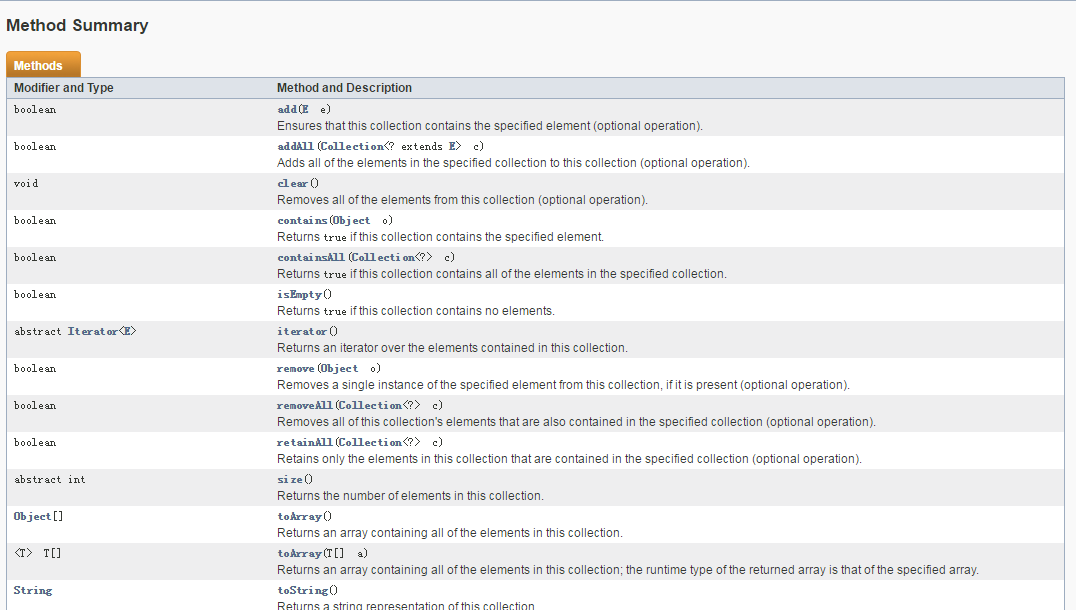 Method Summary
Methods
Modifier and Type Method and Description
boolean add(E e)
Ensures that this collection contains the specified element (optional operation).
boolean addAll(Collection<? extends E> c)
Adds all of the elements in the specified collection to this collection (optional operation).
void clear()
Removes all of the elements from this collection (optional operation).
boolean contains(Object o)
Returns true if this collection contains the specified element.
boolean containsAll(Collection<?> c)
Returns true if this collection contains all of the elements in the specified collection.
boolean isEmpty()
Returns true if this collection contains no elements.
abstract Iterator<E> iterator()
Returns an iterator over the elements contained in this collection.
boolean remove(Object o)
Removes a single instance of the specified element from this collection, if it is present (optional operation).
boolean removeAll(Collection<?> c)
Removes all of this collection's elements that are also contained in the specified collection (optional operation).
boolean retainAll(Collection<?> c)
Retains only the elements in this collection that are contained in the specified collection (optional operation).
abstract int size()
Returns the number of elements in this collection.
Object[] toArray()
Returns an array containing all of the elements in this collection.
<T> T[] toArray(T[] a)
Returns an array containing all of the elements in this collection; the runtime type of the returned array is that of the specified array.
String toString()
Returns a string representation of this collection